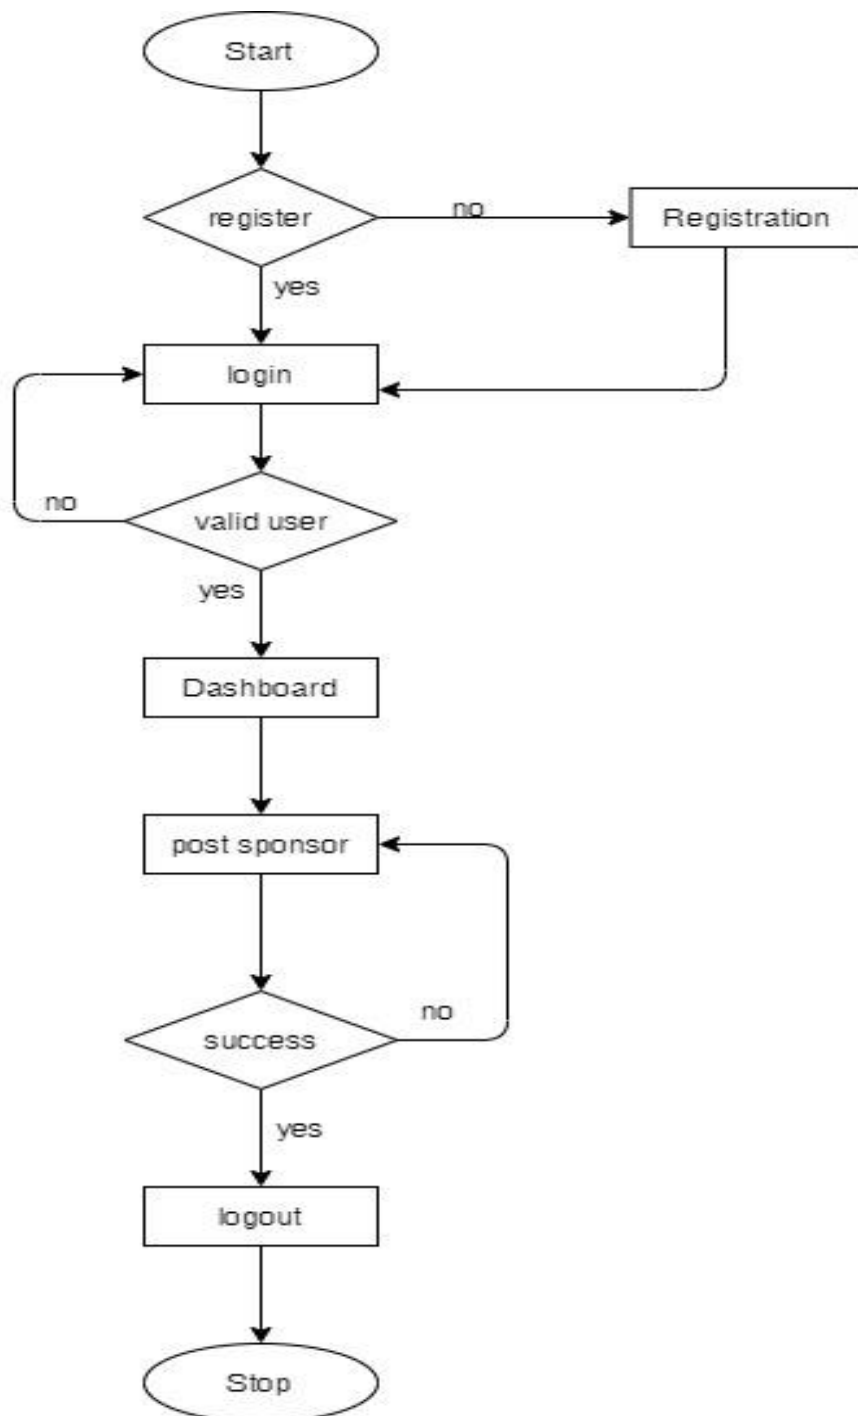 Start
register
no
Registration
yes
login
no
valid user
yes
Dashboard
post sponsor
no
success
yes
logout
Stop